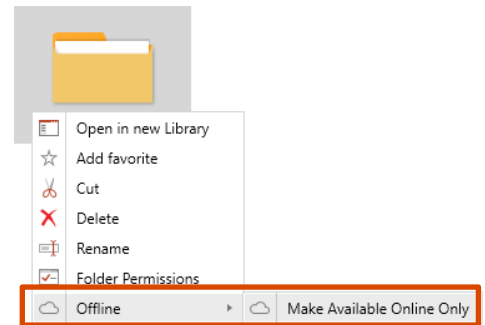 Open in new Library
Add favorite
Cut
Delete
Rename
Folder Permissions
Offline
Make Available Online Only